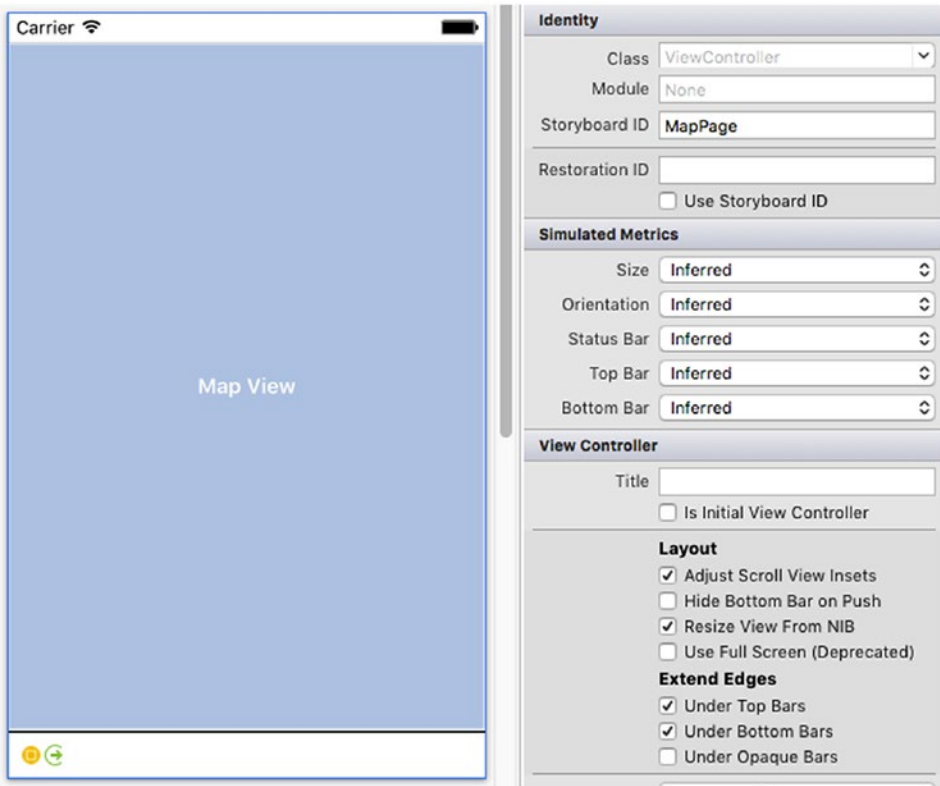 Carrier
Map View
Identity
Class ViewController
Module None
Storyboard ID MapPage
Restoration ID
Use Storyboard ID
Simulated Metrics
Size Inferred
Orientation Inferred
Status Bar Inferred
Top Bar Inferred
Bottom Bar Inferred
View Controller
Title
Is Initial View Controller
Layout
Adjust Scroll View Insets
Hide Bottom Bar on Push
Resize View From NIB
Use Full Screen (Deprecated)
Extend Edges
Under Top Bars
Under Bottom Bars
Under Opaque Bars